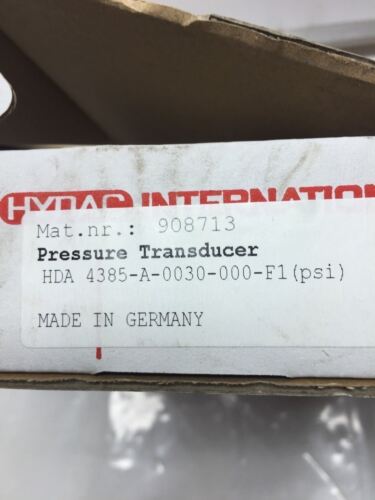 HYDAC INTERNATION
Mat.nr.: 908713
Pressure Transducer
HDA 4385-A-0030-000-F1(psi)
MADE IN GERMANY